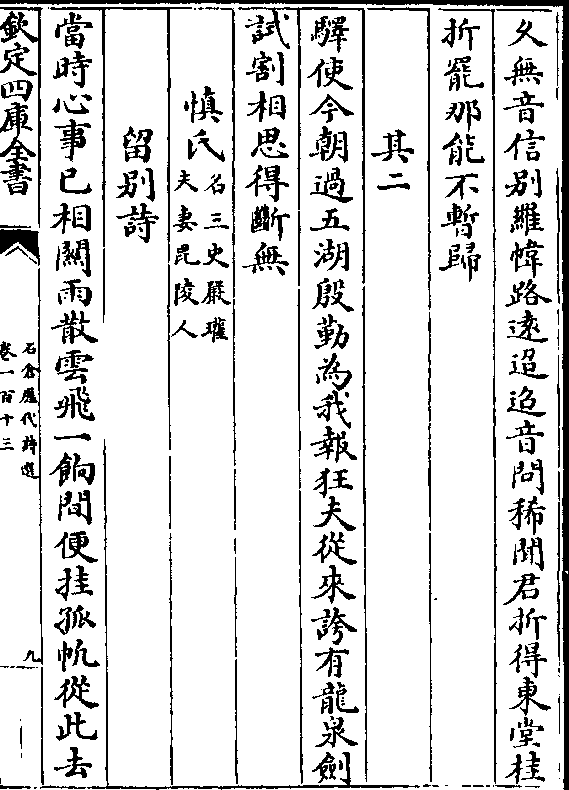 久無音信别羅幃路遠迢迢音問稀聞君折得東堂桂
折罷那能不暫歸
其二
驛使今朝過五湖殷勤為我報狂夫從來誇有龍泉劍
試割相思得斷無
慎氏名三史嚴瓘夫妻毘陵人
留别詩
當時心事已相關雨散雲飛一餉間便挂孤帆從此去
欽定四庫全書
石倉歷代詩選
卷一百十三
九